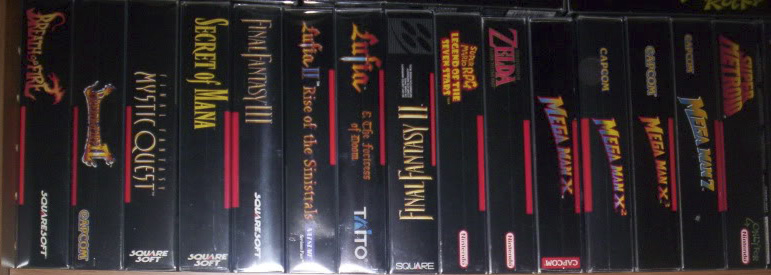 BREATH of FIRE
SQUARESOFT
II
CAPCOM
FINAL FANTASY
MYSTIC QUEST
SQUARE
SOFT
SECRET of MANA
SQUARE
SOFT
FINAL FANTASY III
SQUARESOFT
Lufia II
Rise of the Sinistrals
Lufia
& The Fortress
of Doom
TAITO
FINAL FANTASY II
SQUARE
SUPER
MARIO RPG
LEGEND OF THE
SEVEN STARS
Nintendo
ZELDA
Nintendo
MEGA MAN X
CAPCOM
CAPCOM
MEGA MAN X2
CAPCOM
MEGA MAN X3
CAPCOM
MEGA MAN 7
SUPER
METROID